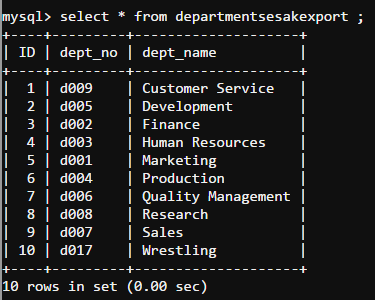 mysql> select * from departmentsesakexport ;
+----+---------+--------------------+
| ID | dept_no | dept_name          |
+----+---------+--------------------+
|  1 | d009    | Customer Service   |
|  2 | d005    | Development        |
|  3 | d002    | Finance            |
|  4 | d003    | Human Resources    |
|  5 | d001    | Marketing          |
|  6 | d004    | Production         |
|  7 | d006    | Quality Management |
|  8 | d008    | Research           |
|  9 | d007    | Sales              |
| 10 | d017    | Wrestling          |
+----+---------+--------------------+
10 rows in set (0.00 sec)